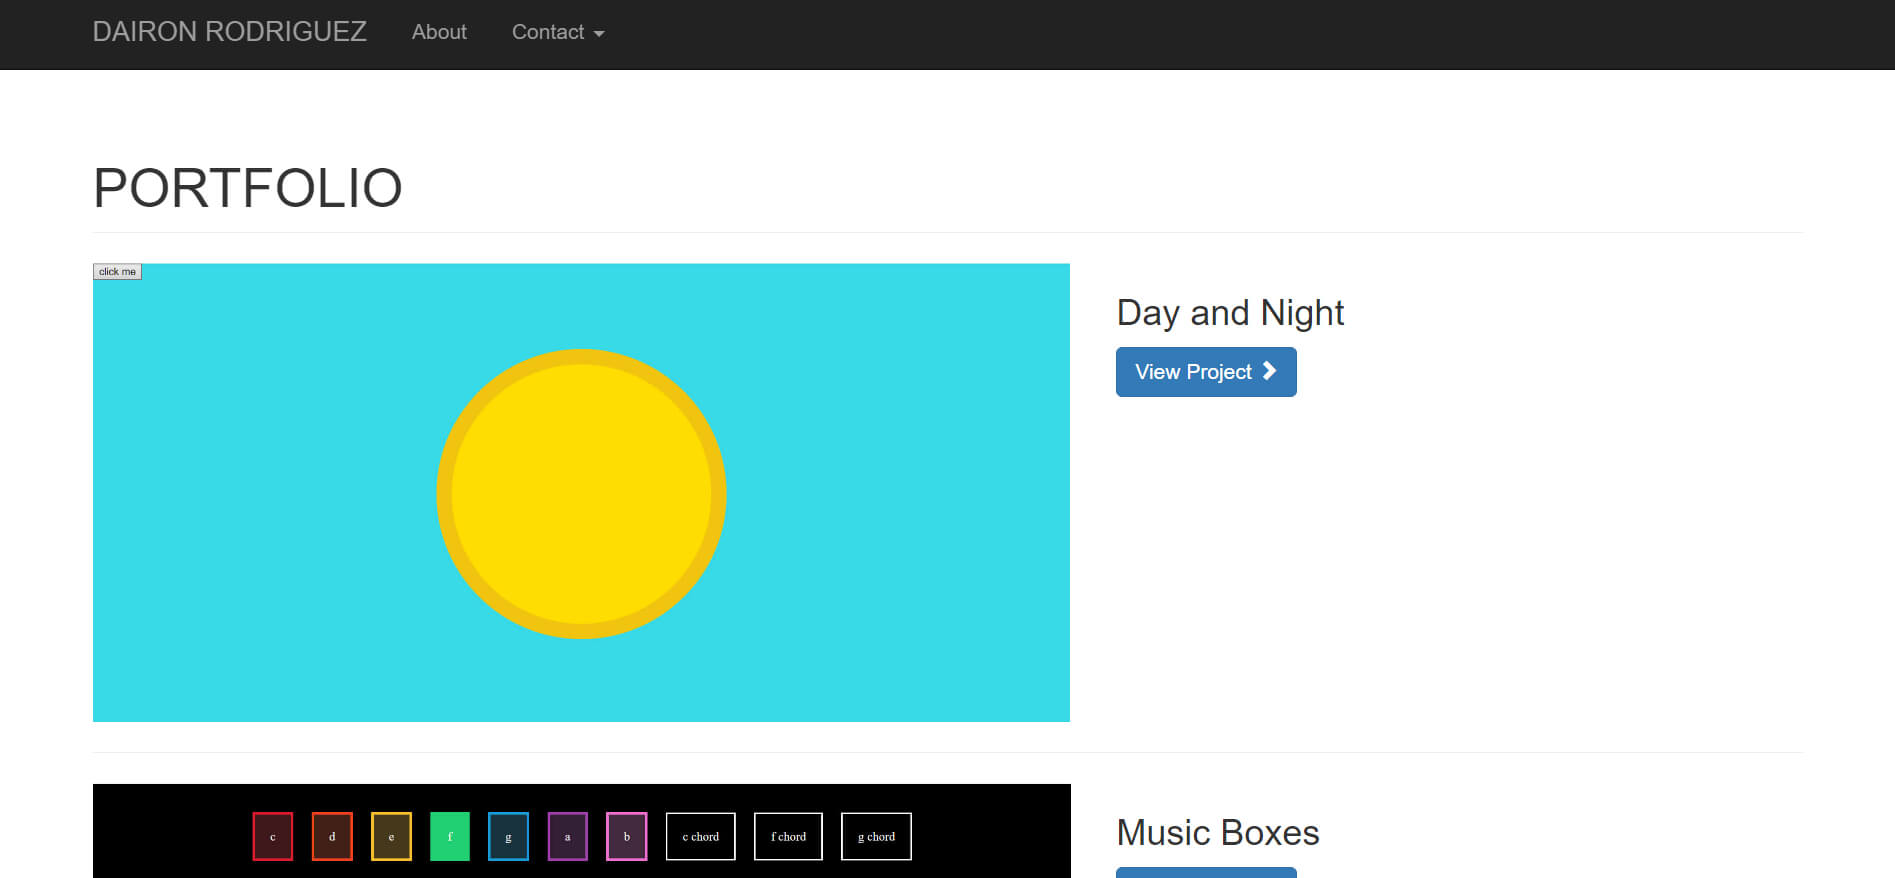 DAIRON RODRIGUEZ About Contact
PORTFOLIO
click me
Day and Night
View Project
c d e f g a b c chord f chord g chord
Music Boxes